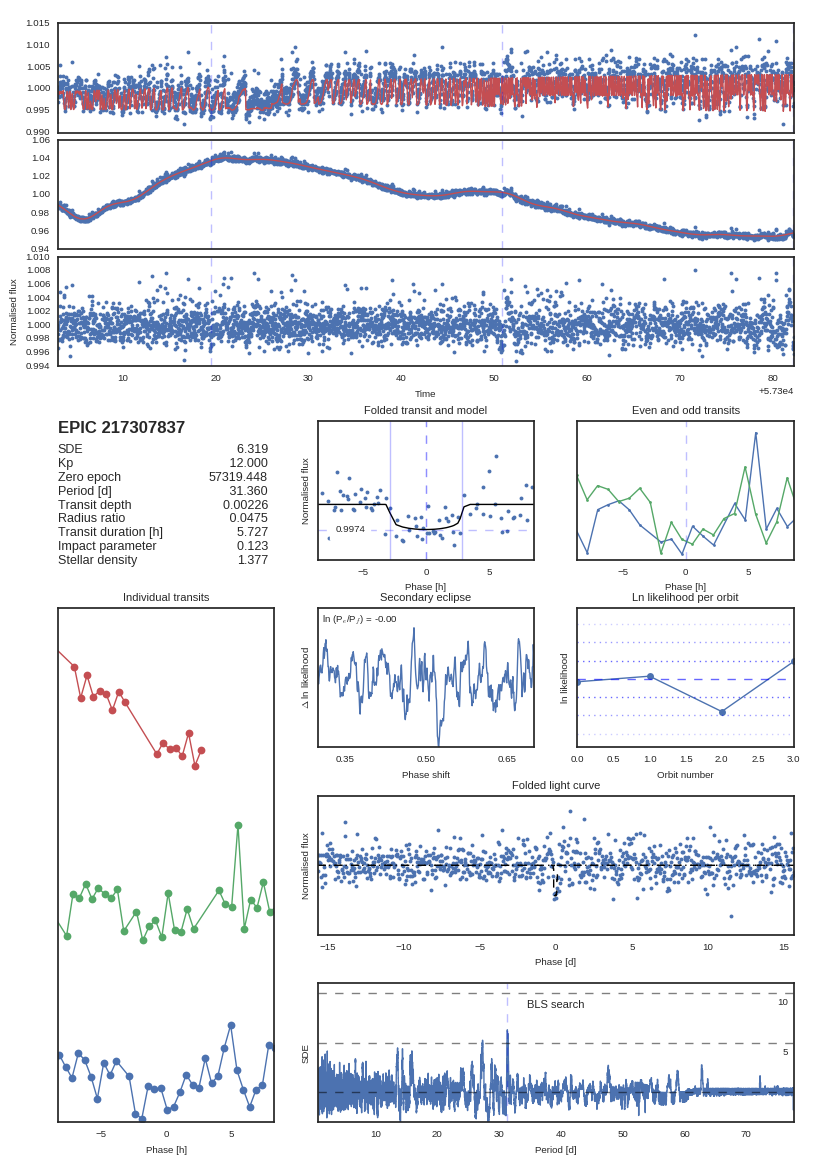 1.015
1.010
1.005
1.000
0.995
0.990
1.06
1.04
1.02
1.00
0.98
0.96
0.94
1.010
1.008
1.006
1.004
1.002
1.000
0.998
0.996
0.994
Normalised flux
10 20 30 40 50 60 70 80
Time
+5.73e4
EPIC 217307837
SDE 6.319
Kp 12.000
Zero epoch 57319.448
Period [d] 31.360
Transit depth 0.00226
Radius ratio 0.0475
Transit duration [h] 5.727
Impact parameter 0.123
Stellar density 1.377
Folded transit and model
Normalised flux
0.9974
−5 0 5
Phase [h]
Even and odd transits
−5 0 5
Phase [h]
Individual transits
−5 0 5
Phase [h]
Secondary eclipse
ln (Pₑ/P𝒻) = -0.00
Δ ln likelihood
0.35 0.50 0.65
Phase shift
Ln likelihood per orbit
ln likelihood
0.0 0.5 1.0 1.5 2.0 2.5 3.0
Orbit number
Folded light curve
Normalised flux
−15 −10 −5 0 5 10 15
Phase [d]
BLS search
10
5
SDE
10 20 30 40 50 60 70
Period [d]